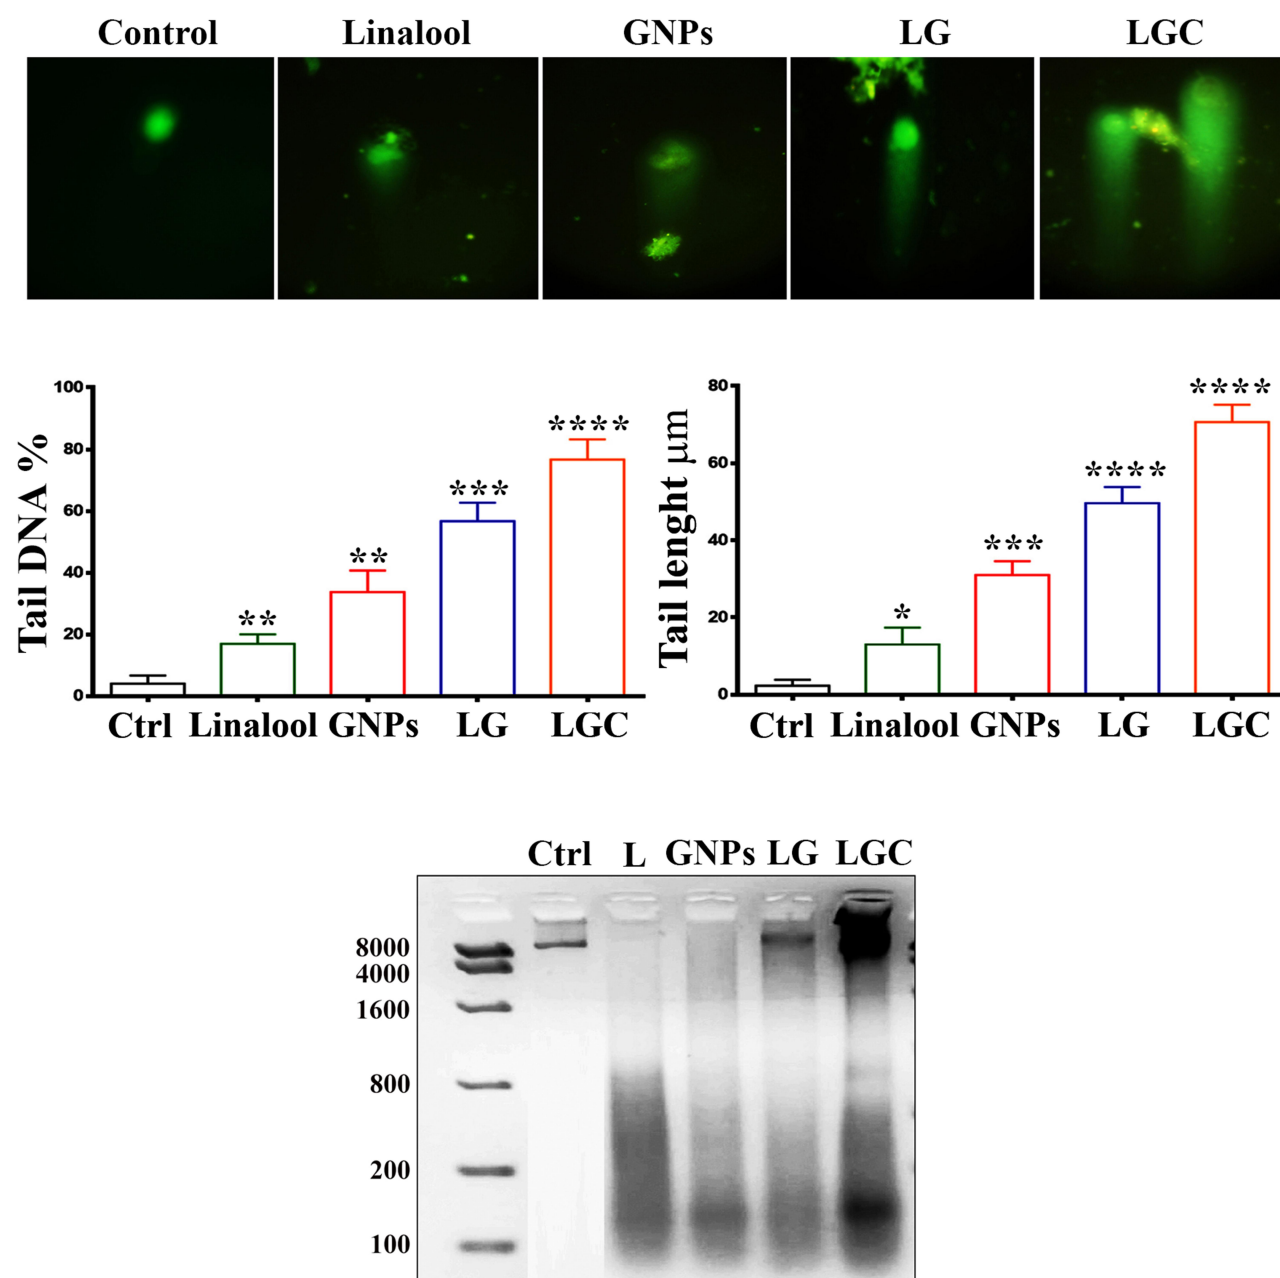 Control Linalool GNPs LG LGC
Tail DNA %
100
80
60
40
20
0
** ** *** ****
Ctrl Linalool GNPs LG LGC
Tail lenght µm
80
60
40
20
0
* *** **** ****
Ctrl Linalool GNPs LG LGC
Ctrl L GNPs LG LGC
8000
4000
1600
800
200
100